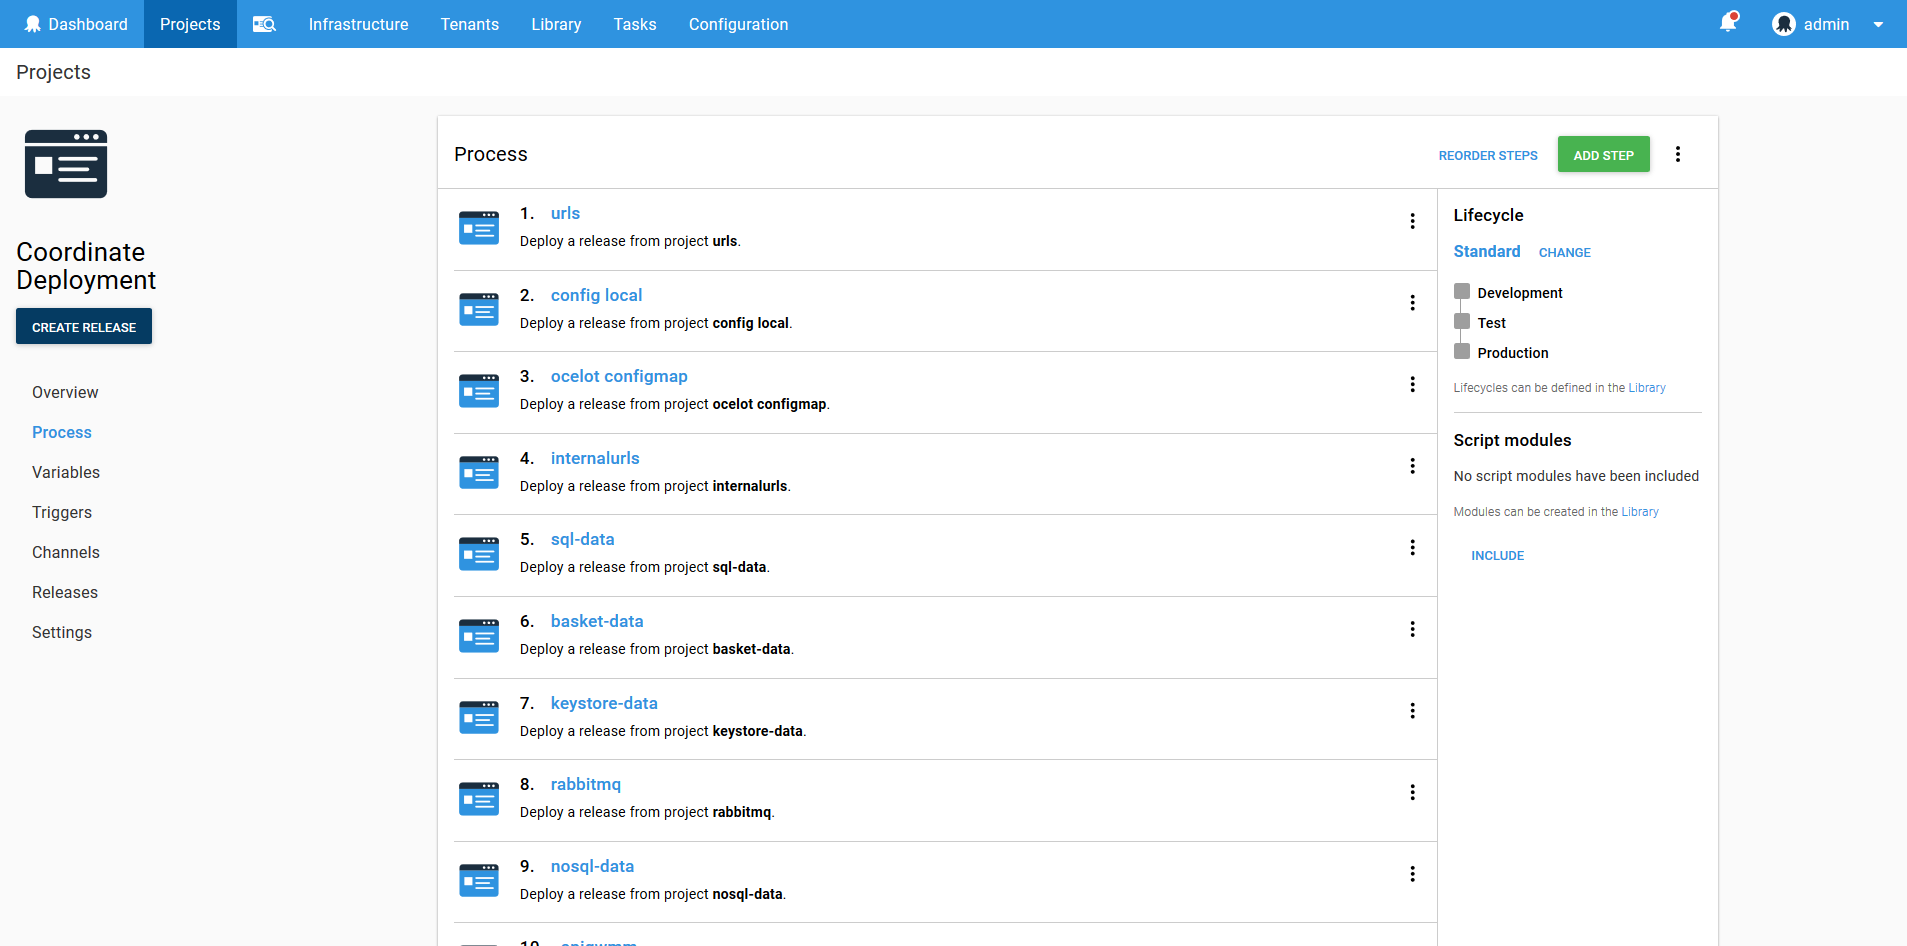 Dashboard Projects Infrastructure Tenants Library Tasks Configuration admin
Projects
Coordinate
Deployment
CREATE RELEASE
Overview
Process
Variables
Triggers
Channels
Releases
Settings
Process REORDER STEPS ADD STEP
1. urls
Deploy a release from project urls.
2. config local
Deploy a release from project config local.
3. ocelot configmap
Deploy a release from project ocelot configmap.
4. internalurls
Deploy a release from project internalurls.
5. sql-data
Deploy a release from project sql-data.
6. basket-data
Deploy a release from project basket-data.
7. keystore-data
Deploy a release from project keystore-data.
8. rabbitmq
Deploy a release from project rabbitmq.
9. nosql-data
Deploy a release from project nosql-data.
10. apigwmm
Lifecycle
Standard CHANGE
Development
Test
Production
Lifecycles can be defined in the Library
Script modules
No script modules have been included
Modules can be created in the Library
INCLUDE